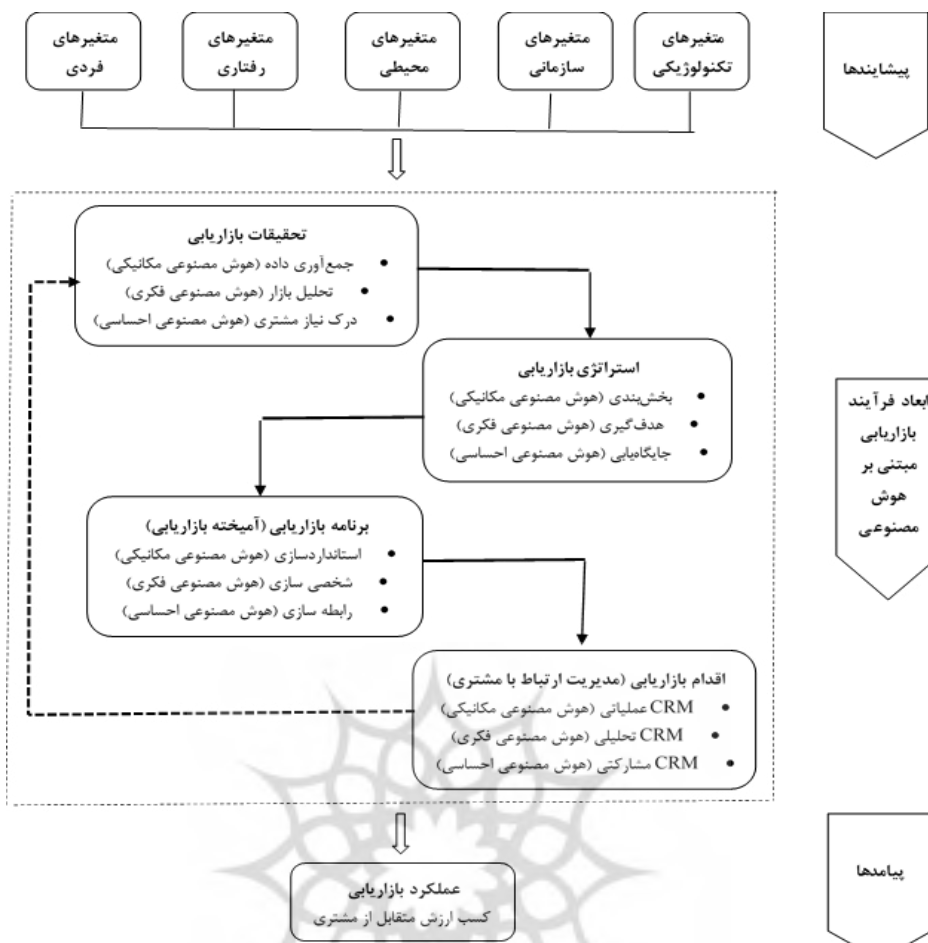 متغیرهای
تکنولوژیکی
متغیرهای
سازمانی
متغیرهای
محیطی
متغیرهای
رفتاری
متغیرهای
فردی
پیشایندها
تحقیقات بازاریابی
• جمع‌آوری داده (هوش مصنوعی مکانیکی)
• تحلیل بازار (هوش مصنوعی فکری)
• درک نیاز مشتری (هوش مصنوعی احساسی)
استراتژی بازاریابی
• بخش‌بندی (هوش مصنوعی مکانیکی)
• هدف‌گیری (هوش مصنوعی فکری)
• جایگاه‌یابی (هوش مصنوعی احساسی)
برنامه بازاریابی (آمیخته بازاریابی)
• استانداردسازی (هوش مصنوعی مکانیکی)
• شخصی سازی (هوش مصنوعی فکری)
• رابطه سازی (هوش مصنوعی احساسی)
اقدام بازاریابی (مدیریت ارتباط با مشتری)
• CRM عملیاتی (هوش مصنوعی مکانیکی)
• CRM تحلیلی (هوش مصنوعی فکری)
• CRM مشارکتی (هوش مصنوعی احساسی)
ابعاد فرآیند
بازاریابی
مبتنی بر
هوش
مصنوعی
عملکرد بازاریابی
کسب ارزش متقابل از مشتری
پیامدها